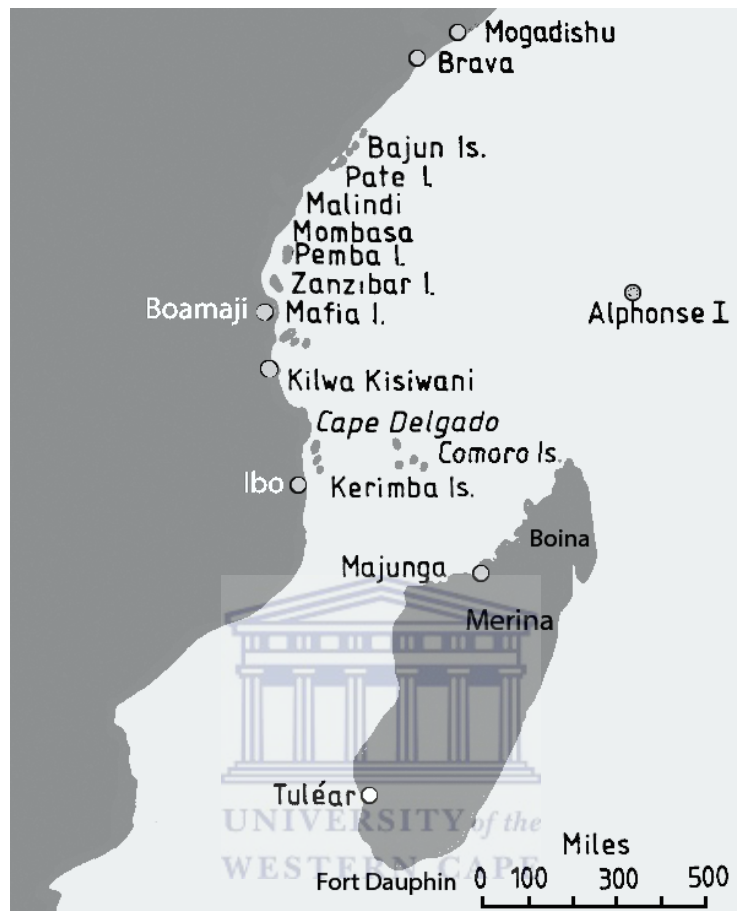 Mogadishu
Brava
Bajun Is.
Pate I.
Malindi
Mombasa
Pemba I.
Zanzibar I.
Boamaji
Mafia I.
Alphonse I
Kilwa Kisiwani
Cape Delgado
Comoro Is.
Ibo
Kerimba Is.
Boina
Majunga
Merina
Tuléar
UNIVERSITY of the
WESTERN CAPE
Miles
Fort Dauphin
0 100 300 500